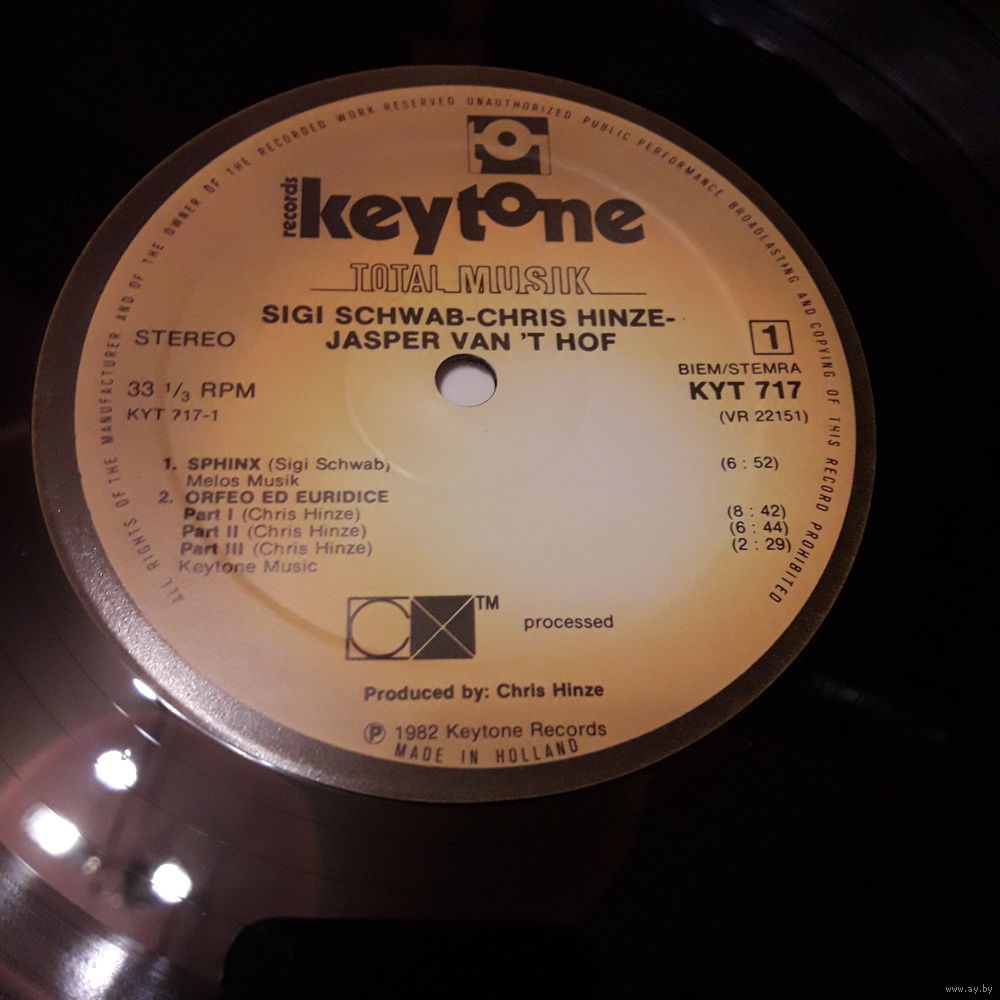 ALL RIGHTS OF THE MANUFACTURER AND OF THE OWNER OF THE RECORDED WORK RESERVED UNAUTHORIZED PUBLIC PERFORMANCE BROADCASTING AND COPYING OF THIS RECORD PROHIBITED
records keytone
TOTAL MUSIK
SIGI SCHWAB-CHRIS HINZE-
JASPER VAN 'T HOF
STEREO
1
BIEM/STEMRA
33 1/3 RPM
KYT 717
KYT 717-1
(VR 22151)
1. SPHINX (Sigi Schwab) (6 : 52)
Melos Musik
2. ORFEO ED EURIDICE
Part I (Chris Hinze) (8 : 42)
Part II (Chris Hinze) (6 : 44)
Part III (Chris Hinze) (2 : 29)
Keytone Music
CX TM processed
Produced by: Chris Hinze
Ⓟ 1982 Keytone Records
MADE IN HOLLAND
www.ay.by